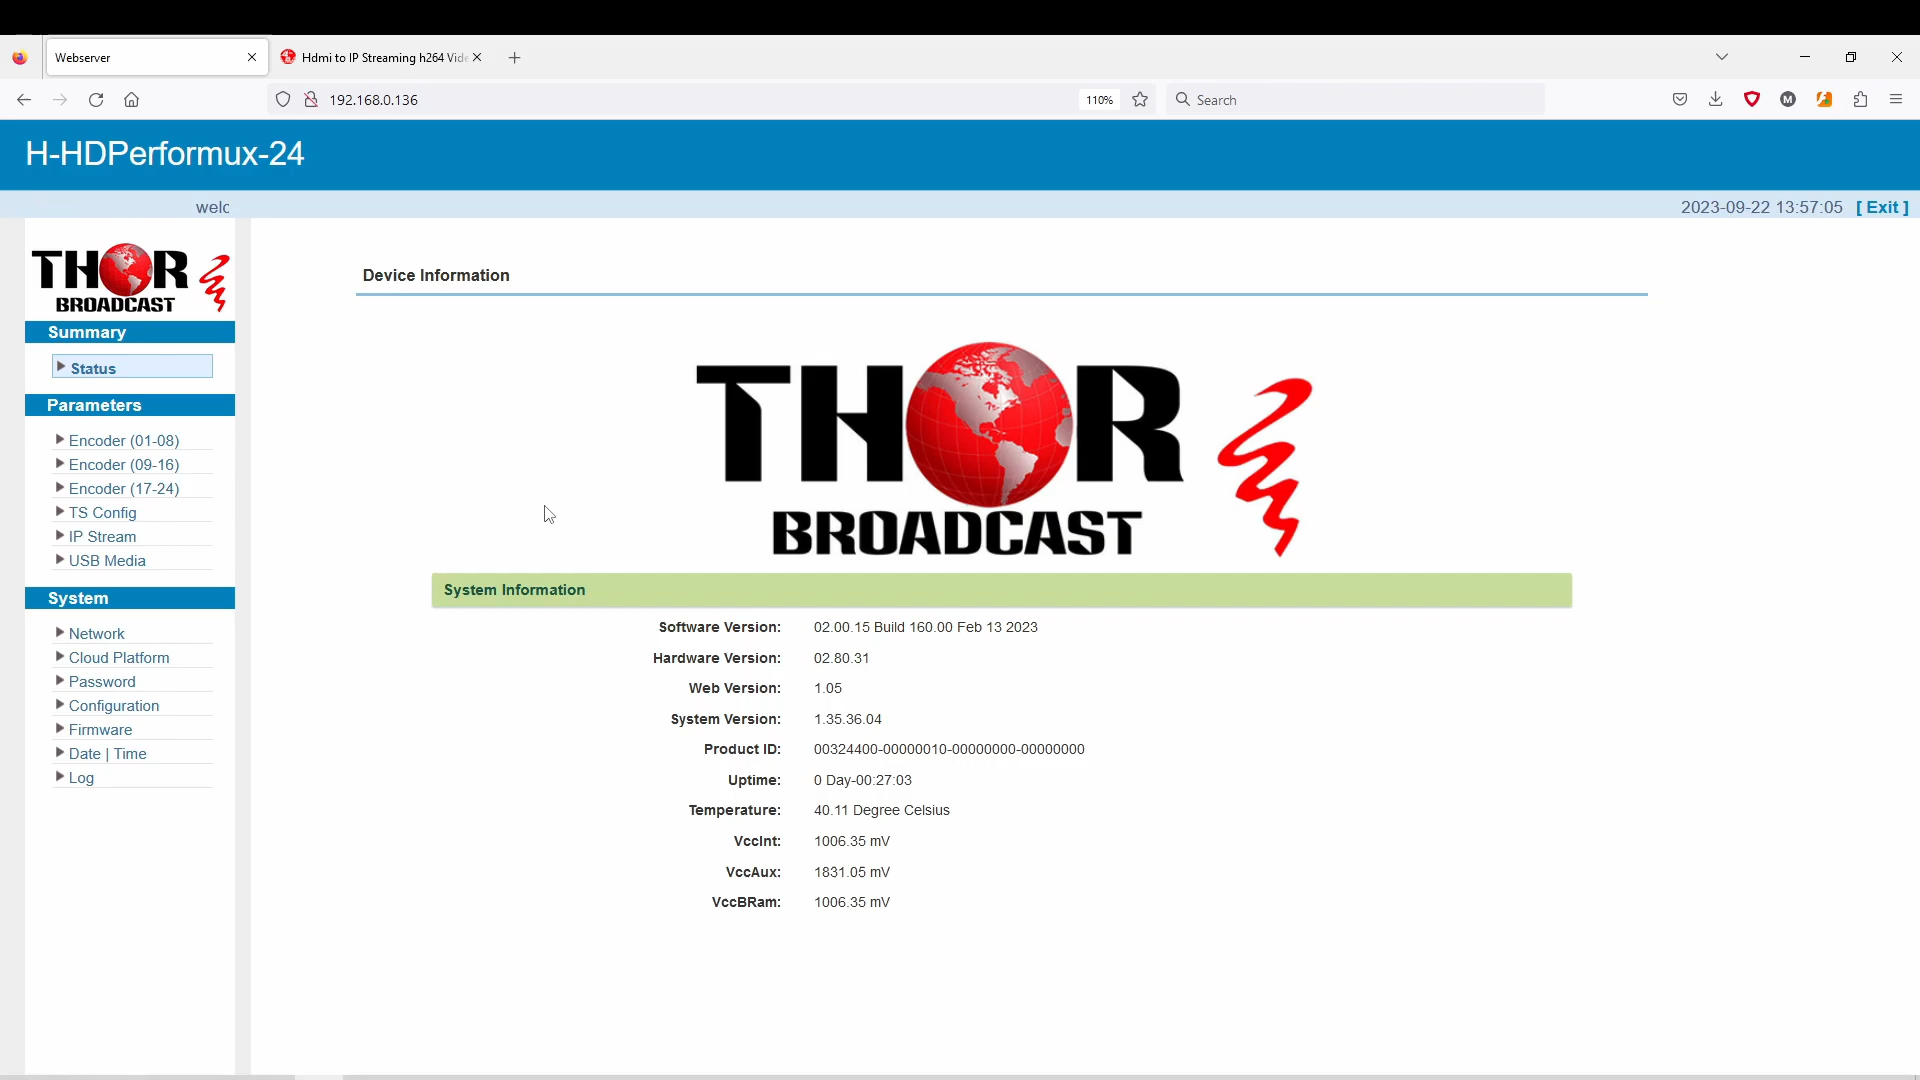 Webserver
Hdmi to IP Streaming h264 Vide
192.168.0.136
110%
Search
H-HDPerformux-24
welc
2023-09-22 13:57:05 [ Exit ]
THOR
BROADCAST
Summary
Status
Parameters
Encoder (01-08)
Encoder (09-16)
Encoder (17-24)
TS Config
IP Stream
USB Media
System
Network
Cloud Platform
Password
Configuration
Firmware
Date | Time
Log
Device Information
THOR
BROADCAST
System Information
Software Version: 02.00.15 Build 160.00 Feb 13 2023
Hardware Version: 02.80.31
Web Version: 1.05
System Version: 1.35.36.04
Product ID: 00324400-00000010-00000000-00000000
Uptime: 0 Day-00:27:03
Temperature: 40.11 Degree Celsius
VccInt: 1006.35 mV
VccAux: 1831.05 mV
VccBRam: 1006.35 mV